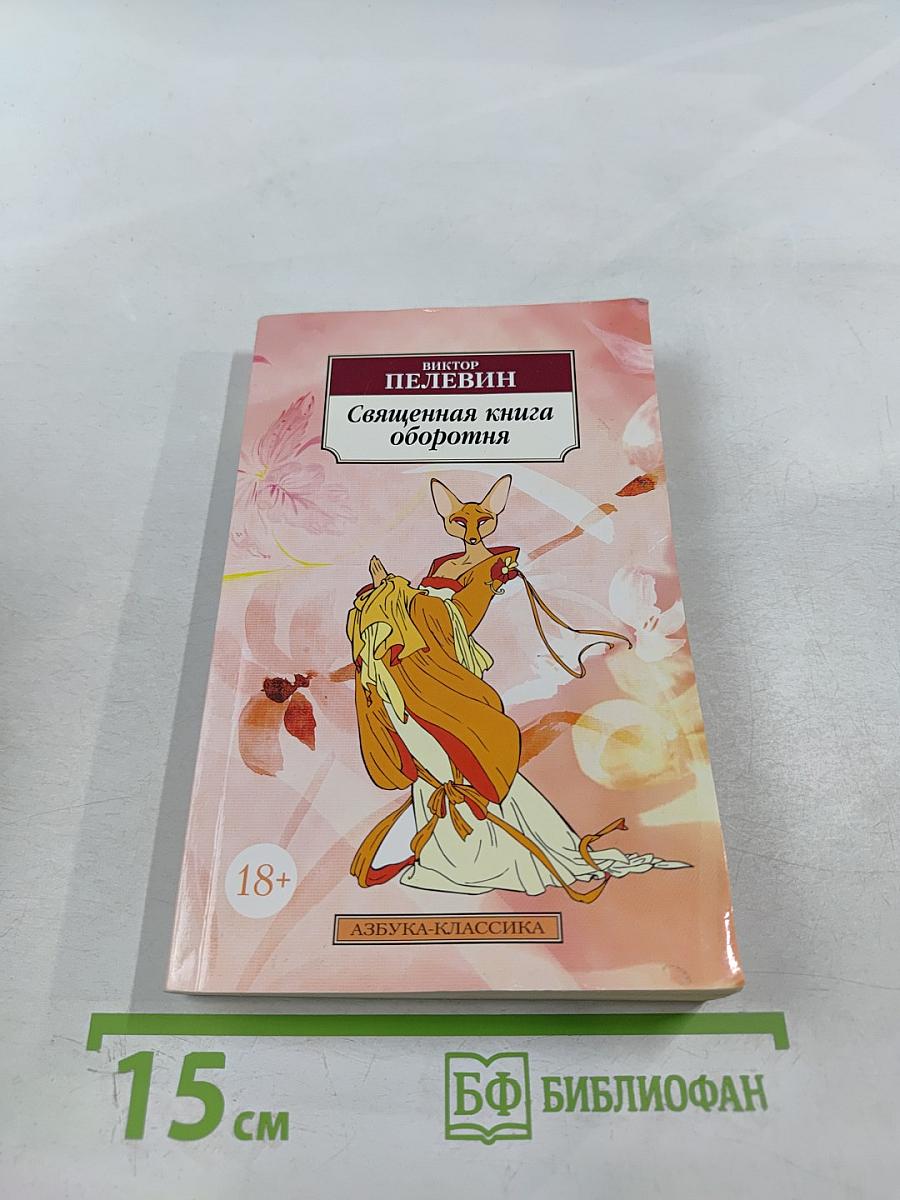 ВИКТОР
ПЕЛЕВИН
Священная книга
оборотня
18+
АЗБУКА-КЛАССИКА
15 см
БФ БИБЛИОФАН